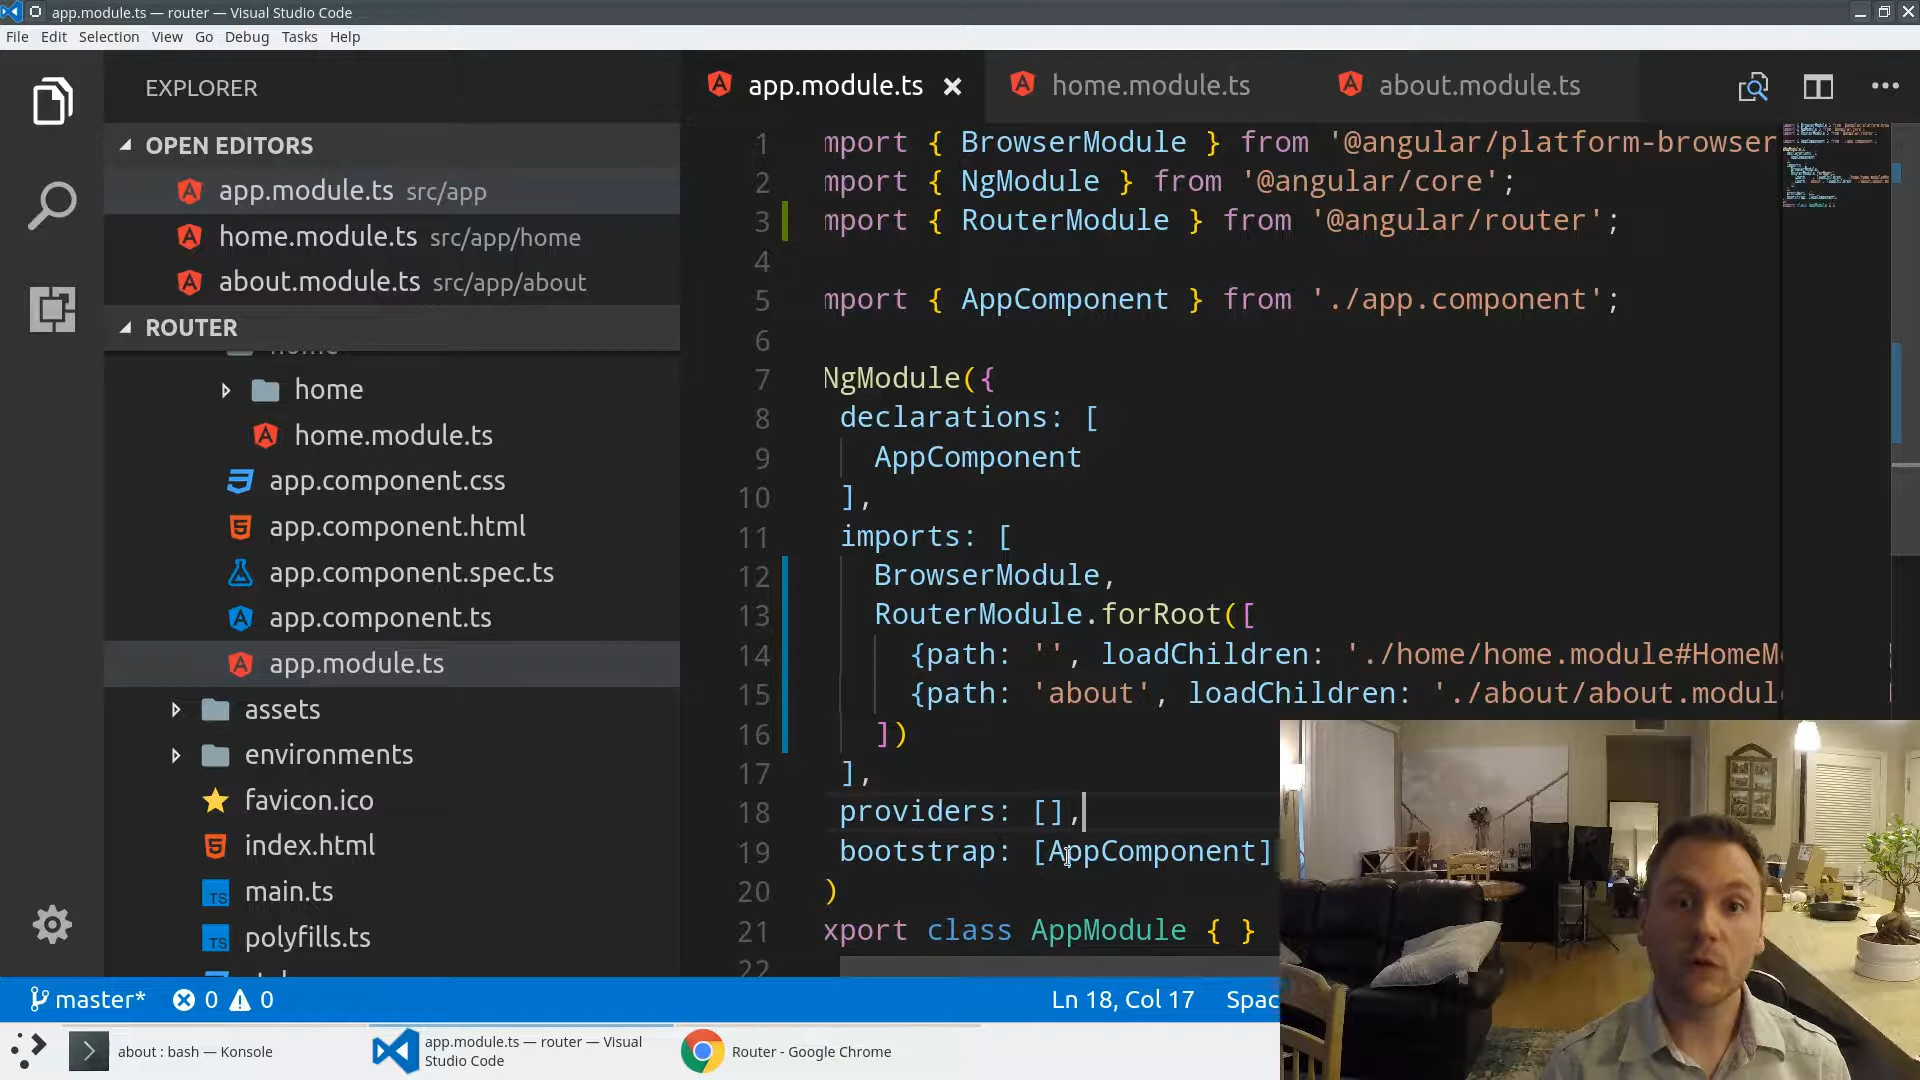 app.module.ts — router — Visual Studio Code
File Edit Selection View Go Debug Tasks Help
EXPLORER
OPEN EDITORS
app.module.ts src/app
home.module.ts src/app/home
about.module.ts src/app/about
ROUTER
home
home
home.module.ts
app.component.css
app.component.html
app.component.spec.ts
app.component.ts
app.module.ts
assets
environments
favicon.ico
index.html
main.ts
polyfills.ts
app.module.ts home.module.ts about.module.ts
1 mport { BrowserModule } from '@angular/platform-browser
2 mport { NgModule } from '@angular/core';
3 mport { RouterModule } from '@angular/router';
4
5 mport { AppComponent } from './app.component';
6
7 NgModule({
8 declarations: [
9 AppComponent
10 ],
11 imports: [
12 BrowserModule,
13 RouterModule.forRoot([
14 {path: '', loadChildren: './home/home.module#HomeMo
15 {path: 'about', loadChildren: './about/about.module
16 ])
17 ],
18 providers: [],
19 bootstrap: [AppComponent]
20 )
21 xport class AppModule { }
22
master* 0 0 Ln 18, Col 17 Spac
about : bash — Konsole
app.module.ts — router — Visual
Studio Code
Router - Google Chrome